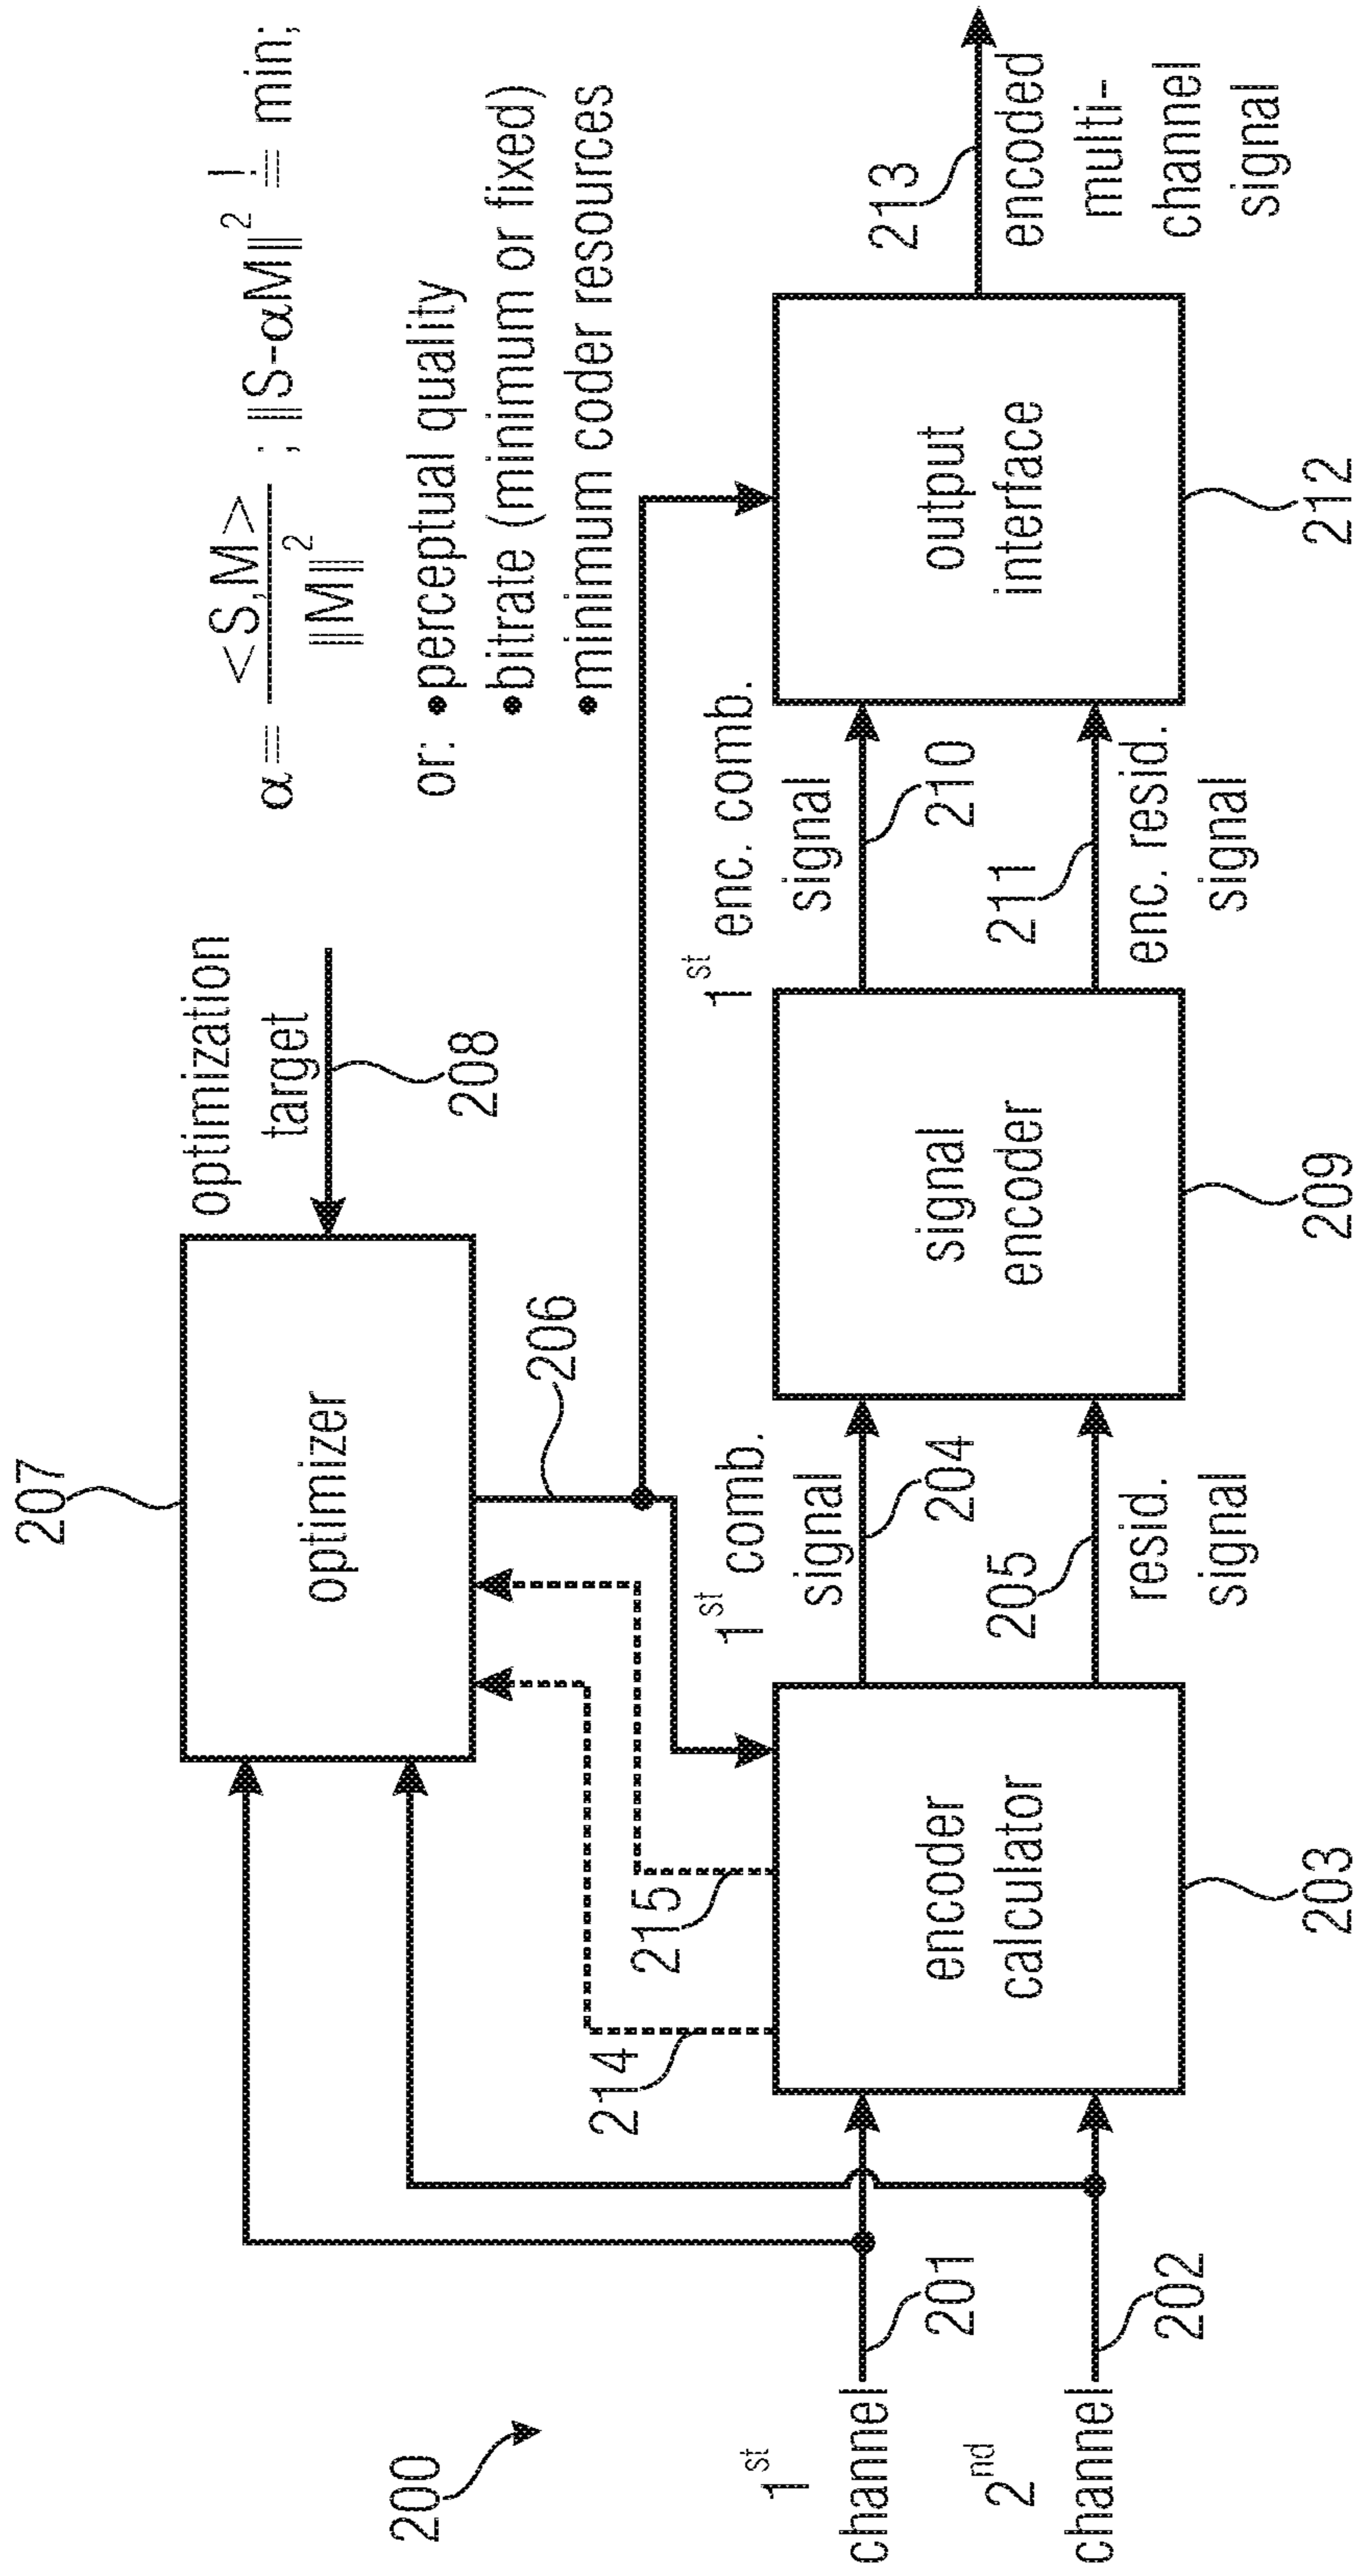 200
207
optimizer
optimization
target
208
α = <S,M> / ||M||² ; ||S-αM||² =! min;
or: •perceptual quality
•bitrate (minimum or fixed)
•minimum coder resources
206
214
215
1st
channel
201
2nd
channel
202
encoder
calculator
203
1st comb.
signal
204
205
resid.
signal
signal
encoder
209
1st enc. comb.
signal
210
211
enc. resid.
signal
output
interface
212
213
encoded
multi-
channel
signal